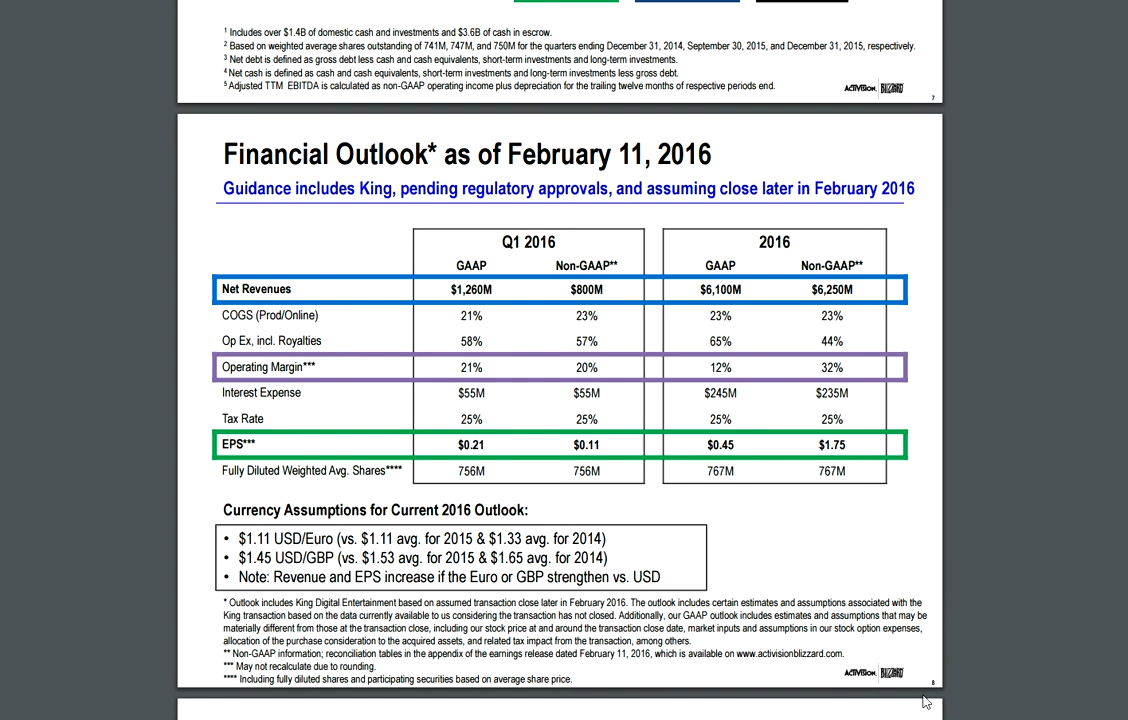 1 Includes over $1.4B of domestic cash and investments and $3.6B of cash in escrow.
2 Based on weighted average shares outstanding of 741M, 747M, and 750M for the quarters ending December 31, 2014, September 30, 2015, and December 31, 2015, respectively.
3 Net debt is defined as gross debt less cash and cash equivalents, short-term investments and long-term investments.
4 Net cash is defined as cash and cash equivalents, short-term investments and long-term investments less gross debt.
5 Adjusted TTM EBITDA is calculated as non-GAAP operating income plus depreciation for the trailing twelve months of respective periods end.
ACTIVISION BLIZZARD
7
Financial Outlook* as of February 11, 2016
Guidance includes King, pending regulatory approvals, and assuming close later in February 2016
Q1 2016 2016
GAAP Non-GAAP** GAAP Non-GAAP**
Net Revenues $1,260M $800M $6,100M $6,250M
COGS (Prod/Online) 21% 23% 23% 23%
Op Ex, incl. Royalties 58% 57% 65% 44%
Operating Margin*** 21% 20% 12% 32%
Interest Expense $55M $55M $245M $235M
Tax Rate 25% 25% 25% 25%
EPS*** $0.21 $0.11 $0.45 $1.75
Fully Diluted Weighted Avg. Shares**** 756M 756M 767M 767M
Currency Assumptions for Current 2016 Outlook:
• $1.11 USD/Euro (vs. $1.11 avg. for 2015 & $1.33 avg. for 2014)
• $1.45 USD/GBP (vs. $1.53 avg. for 2015 & $1.65 avg. for 2014)
• Note: Revenue and EPS increase if the Euro or GBP strengthen vs. USD
* Outlook includes King Digital Entertainment based on assumed transaction close later in February 2016. The outlook includes certain estimates and assumptions associated with the
King transaction based on the data currently available to us considering the transaction has not closed. Additionally, our GAAP outlook includes estimates and assumptions that may be
materially different from those at the transaction close, including our stock price at and around the transaction close date, market inputs and assumptions in our stock option expenses,
allocation of the purchase consideration to the acquired assets, and related tax impact from the transaction, among others.
** Non-GAAP information; reconciliation tables in the appendix of the earnings release dated February 11, 2016, which is available on www.activisionblizzard.com.
*** May not recalculate due to rounding.
**** Including fully diluted shares and participating securities based on average share price.
ACTIVISION BLIZZARD
8